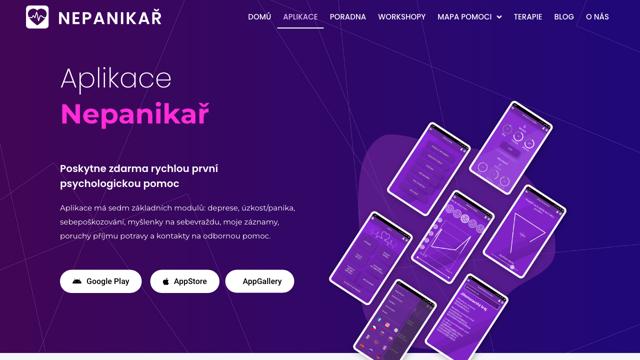 NEPANIKAŘ
DOMŮ APLIKACE PORADNA WORKSHOPY MAPA POMOCI TERAPIE BLOG O NÁS
Aplikace
Nepanikař
Poskytne zdarma rychlou první
psychologickou pomoc
Aplikace má sedm základních modulů: deprese, úzkost/panika,
sebepoškozování, myšlenky na sebevraždu, moje záznamy,
poruchy příjmu potravy a kontakty na odbornou pomoc.
Google Play AppStore AppGallery